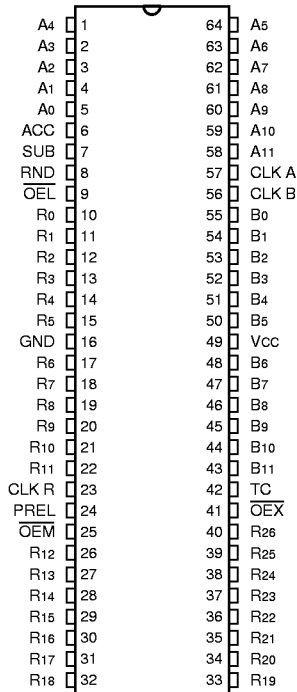 A4 1 64 A5
A3 2 63 A6
A2 3 62 A7
A1 4 61 A8
A0 5 60 A9
ACC 6 59 A10
SUB 7 58 A11
RND 8 57 CLK A
O̅E̅L̅ 9 56 CLK B
R0 10 55 B0
R1 11 54 B1
R2 12 53 B2
R3 13 52 B3
R4 14 51 B4
R5 15 50 B5
GND 16 49 VCC
R6 17 48 B6
R7 18 47 B7
R8 19 46 B8
R9 20 45 B9
R10 21 44 B10
R11 22 43 B11
CLK R 23 42 TC
PREL 24 41 O̅E̅X̅
O̅E̅M̅ 25 40 R26
R12 26 39 R25
R13 27 38 R24
R14 28 37 R23
R15 29 36 R22
R16 30 35 R21
R17 31 34 R20
R18 32 33 R19